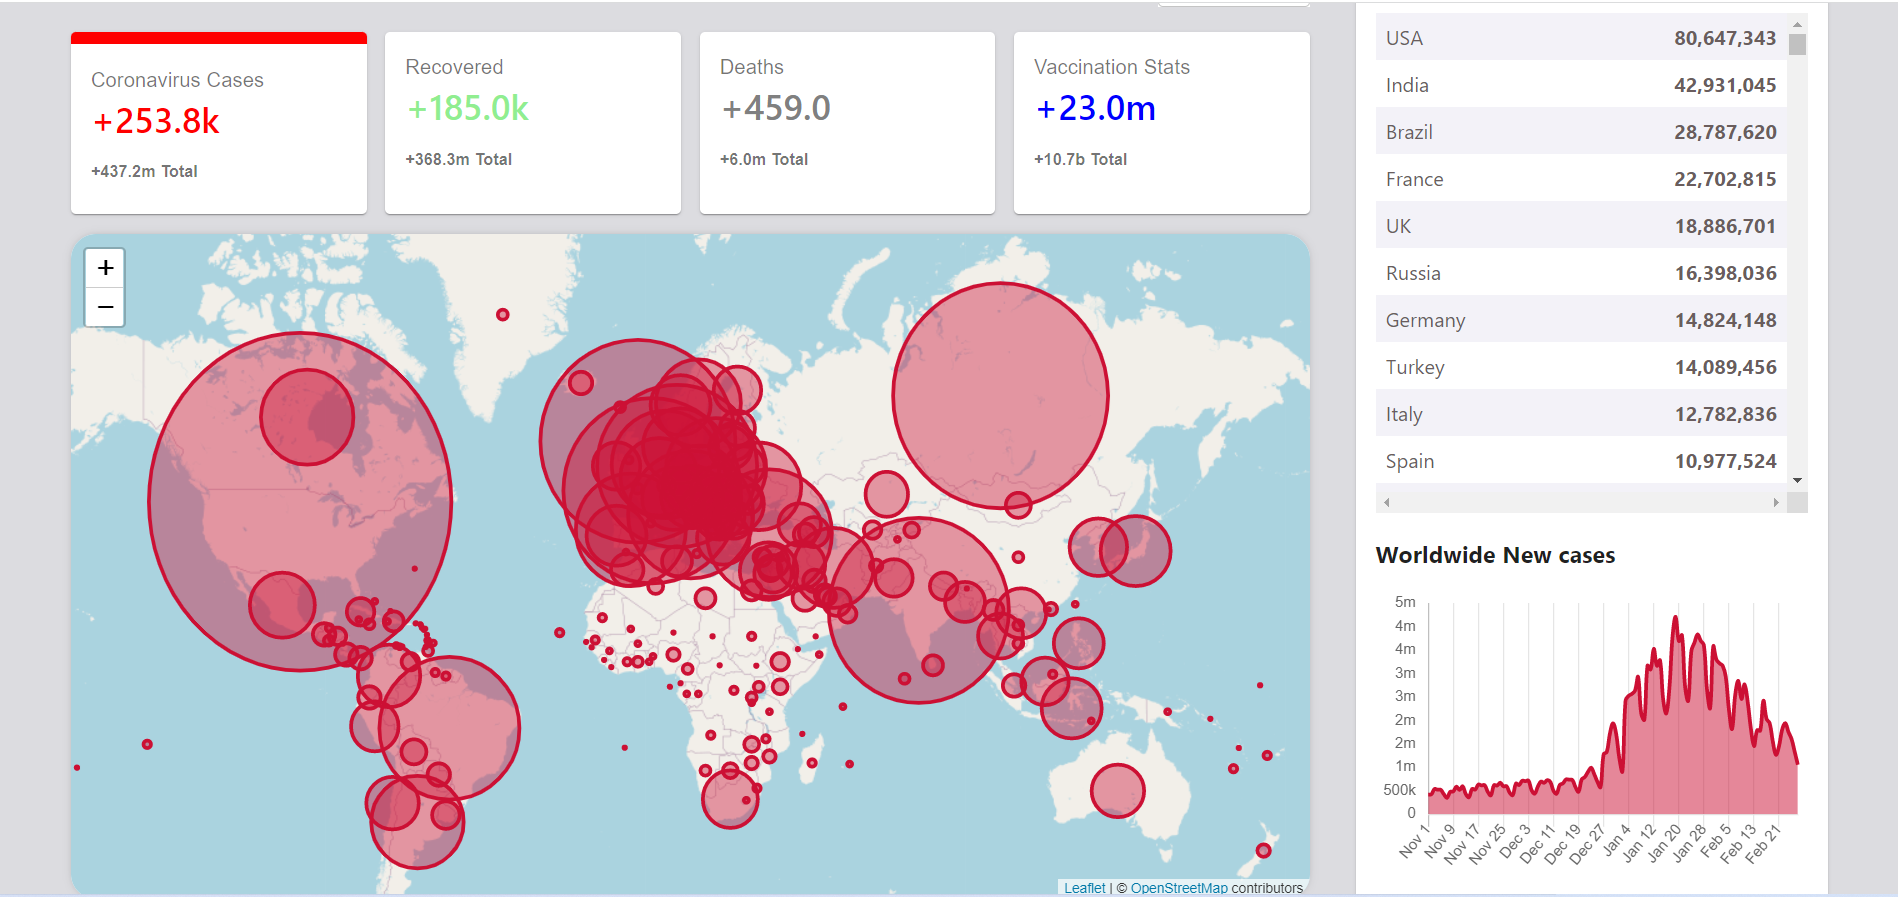 Coronavirus Cases
+253.8k
+437.2m Total
Recovered
+185.0k
+368.3m Total
Deaths
+459.0
+6.0m Total
Vaccination Stats
+23.0m
+10.7b Total
+
−
Leaflet | © OpenStreetMap contributors
USA 80,647,343
India 42,931,045
Brazil 28,787,620
France 22,702,815
UK 18,886,701
Russia 16,398,036
Germany 14,824,148
Turkey 14,089,456
Italy 12,782,836
Spain 10,977,524
Worldwide New cases
5m
4m
4m
3m
3m
2m
2m
1m
500k
0
Nov 1 Nov 9 Nov 17 Nov 25 Dec 3 Dec 11 Dec 19 Dec 27 Jan 4 Jan 12 Jan 20 Jan 28 Feb 5 Feb 13 Feb 21